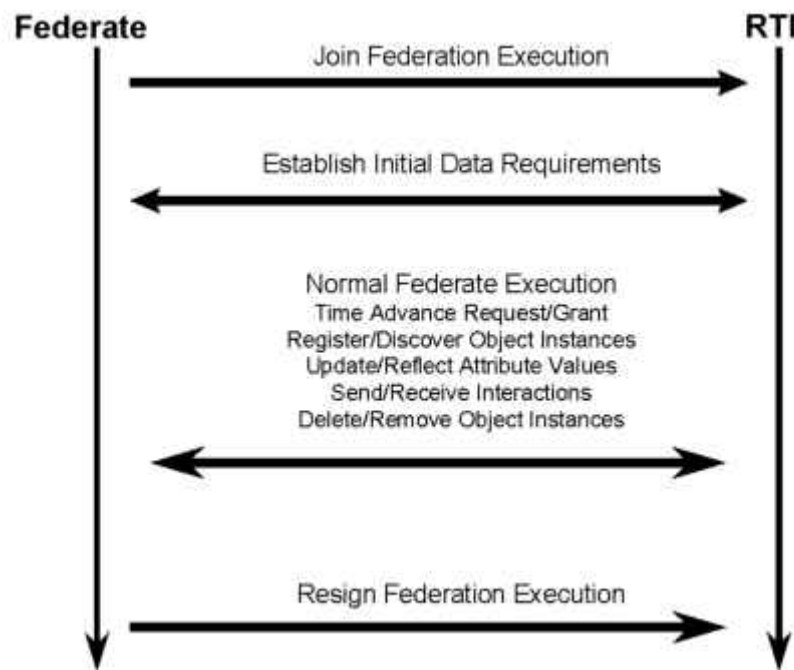 Federate
RTI
Join Federation Execution
Establish Initial Data Requirements
Normal Federate Execution
Time Advance Request/Grant
Register/Discover Object Instances
Update/Reflect Attribute Values
Send/Receive Interactions
Delete/Remove Object Instances
Resign Federation Execution